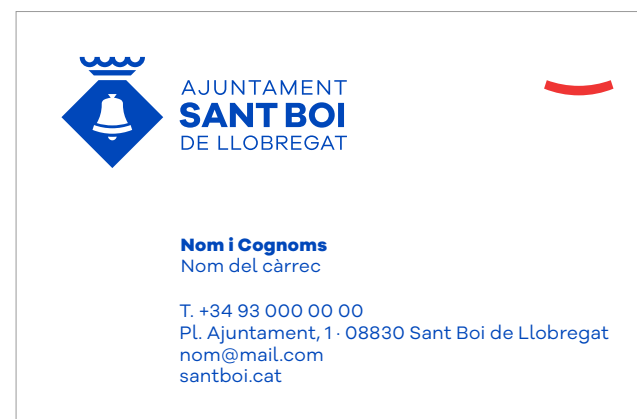 AJUNTAMENT
SANT BOI
DE LLOBREGAT
Nom i Cognoms
Nom del càrrec
T. +34 93 000 00 00
Pl. Ajuntament, 1 · 08830 Sant Boi de Llobregat
nom@mail.com
santboi.cat